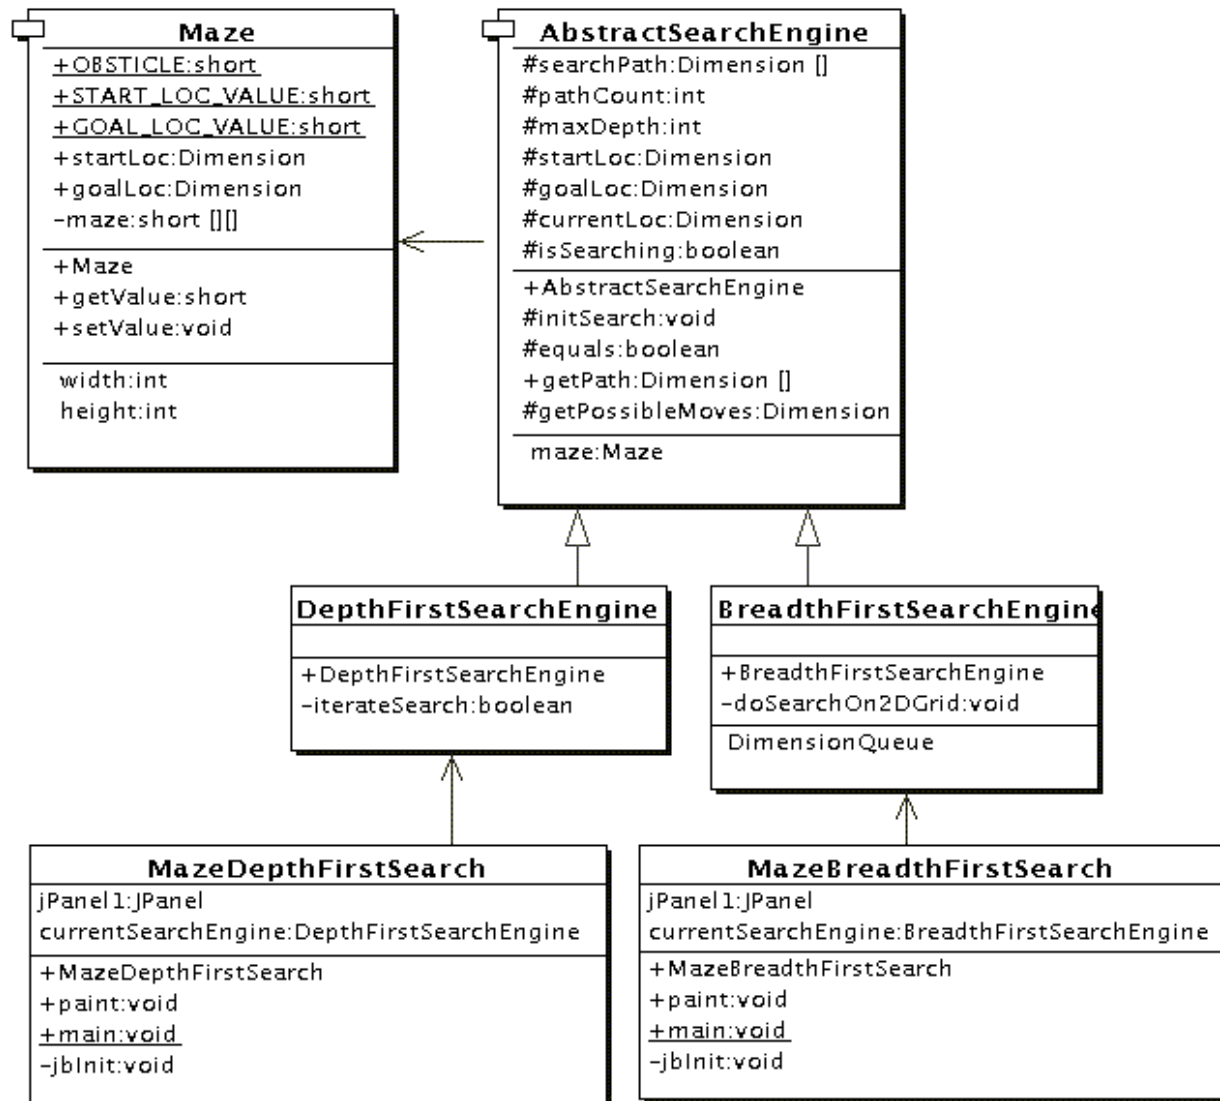 Maze
+OBSTICLE:short
+START_LOC_VALUE:short
+GOAL_LOC_VALUE:short
+startLoc:Dimension
+goalLoc:Dimension
-maze:short [][]
+Maze
+getValue:short
+setValue:void
width:int
height:int
AbstractSearchEngine
#searchPath:Dimension []
#pathCount:int
#maxDepth:int
#startLoc:Dimension
#goalLoc:Dimension
#currentLoc:Dimension
#isSearching:boolean
+AbstractSearchEngine
#initSearch:void
#equals:boolean
+getPath:Dimension []
#getPossibleMoves:Dimension
maze:Maze
DepthFirstSearchEngine
+DepthFirstSearchEngine
-iterateSearch:boolean
BreadthFirstSearchEngine
+BreadthFirstSearchEngine
-doSearchOn2DGrid:void
DimensionQueue
MazeDepthFirstSearch
jPanel1:JPanel
currentSearchEngine:DepthFirstSearchEngine
+MazeDepthFirstSearch
+paint:void
+main:void
-jbInit:void
MazeBreadthFirstSearch
jPanel1:JPanel
currentSearchEngine:BreadthFirstSearchEngine
+MazeBreadthFirstSearch
+paint:void
+main:void
-jbInit:void